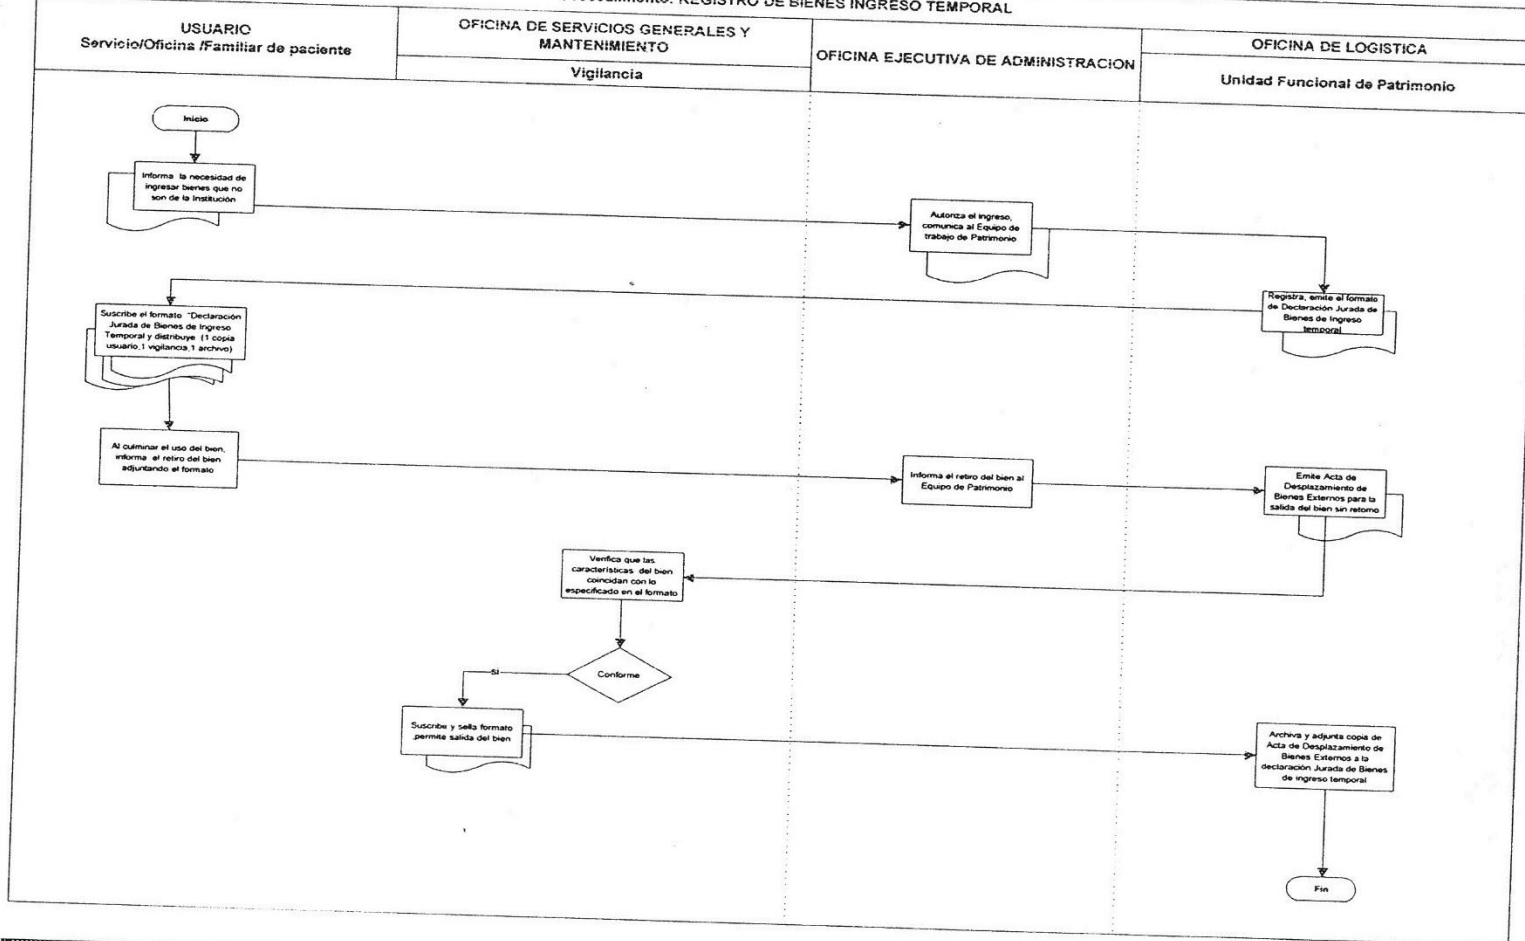 REGISTRO DE BIENES INGRESO TEMPORAL
USUARIO
Servicio/Oficina /Familiar de paciente
OFICINA DE SERVICIOS GENERALES Y
MANTENIMIENTO
Vigilancia
OFICINA EJECUTIVA DE ADMINISTRACION
OFICINA DE LOGISTICA
Unidad Funcional de Patrimonio
Inicio
Informa la necesidad de
ingresar bienes que no
son de la Institución
Autoriza el ingreso,
comunica al Equipo de
trabajo de Patrimonio
Registra, emite el formato
de Declaración Jurada de
Bienes de Ingreso
temporal
Suscribe el formato "Declaración
Jurada de Bienes de Ingreso
Temporal y distribuye (1 copia
usuario,1 vigilancia,1 archivo)
Al culminar el uso del bien,
informa el retiro del bien
adjuntando el formato
Informa el retiro del bien al
Equipo de Patrimonio
Emite Acta de
Desplazamiento de
Bienes Externos para la
salida del bien sin retorno
Verifica que las
características del bien
coincidan con lo
especificado en el formato
Conforme
SI
Suscribe y sella formato
,permite salida del bien
Archiva y adjunta copia de
Acta de Desplazamiento de
Bienes Externos a la
declaración Jurada de Bienes
de ingreso temporal
Fin